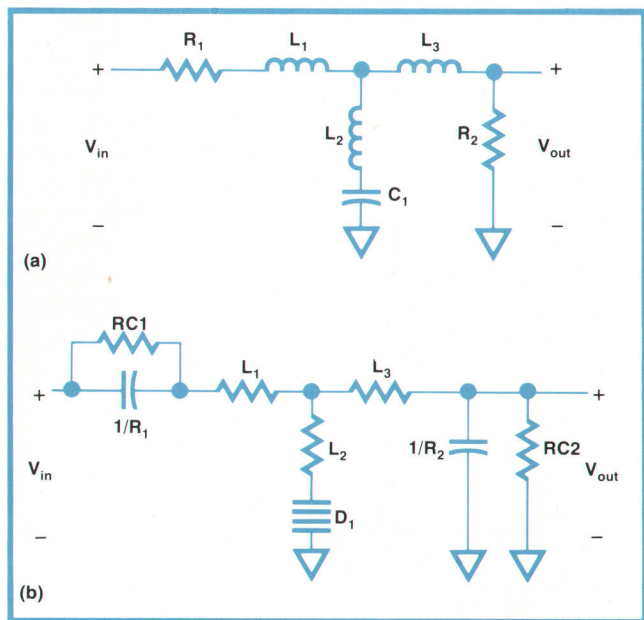 R1 L1 L3
+ +
L2 R2
Vin Vout
C1
− −
(a)
RC1
L1 L3
+ +
1/R1
L2 1/R2 RC2
Vin Vout
D1
− −
(b)